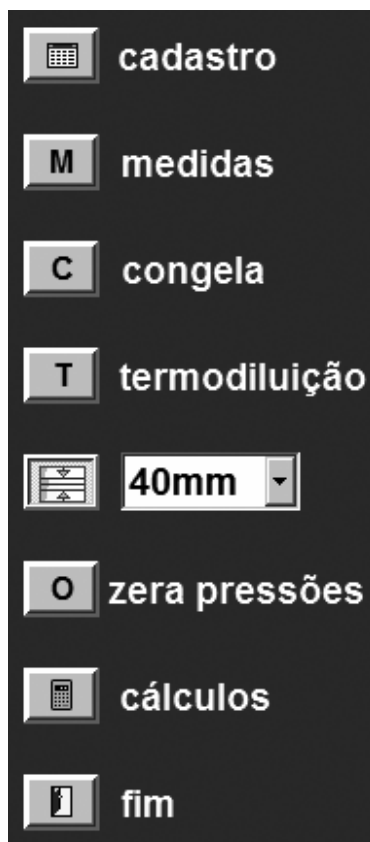 cadastro
M medidas
C congela
T termodiluição
40mm
O zera pressões
cálculos
fim